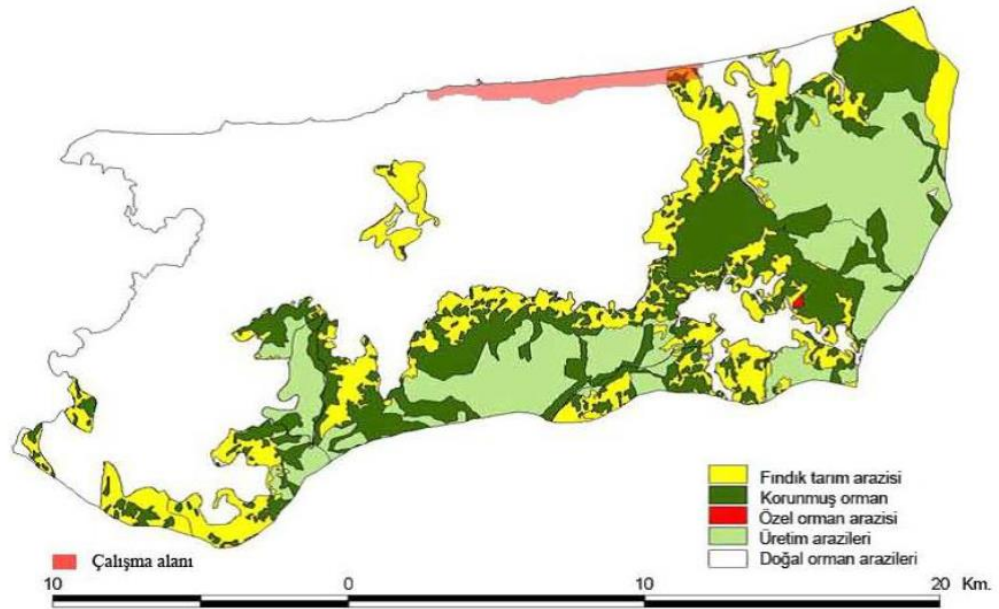 Fındık tarım arazisi
Korunmuş orman
Özel orman arazisi
Üretim arazileri
Doğal orman arazileri
Çalışma alanı
10 0 10 20 Km.